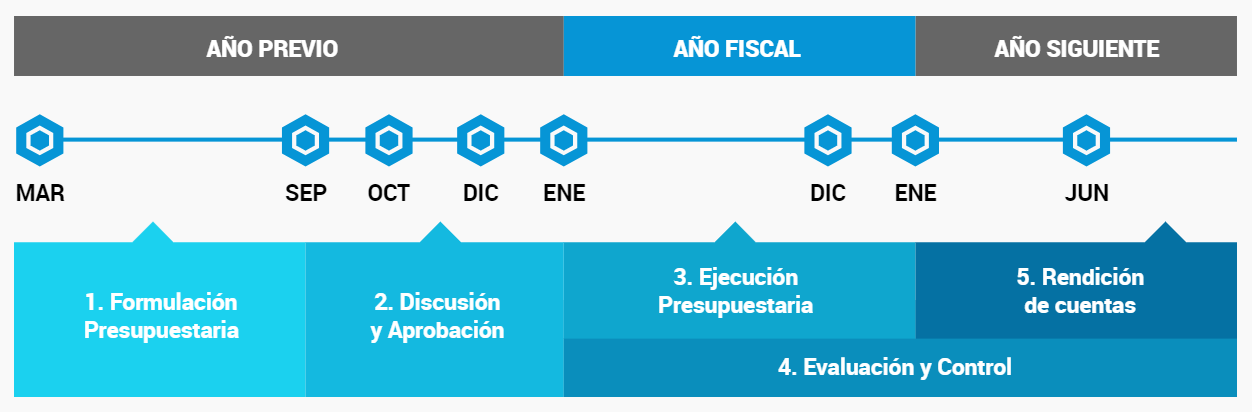 AÑO PREVIO
AÑO FISCAL
AÑO SIGUIENTE
MAR
SEP
OCT
DIC
ENE
DIC
ENE
JUN
1. Formulación
Presupuestaria
2. Discusión
y Aprobación
3. Ejecución
Presupuestaria
5. Rendición
de cuentas
4. Evaluación y Control